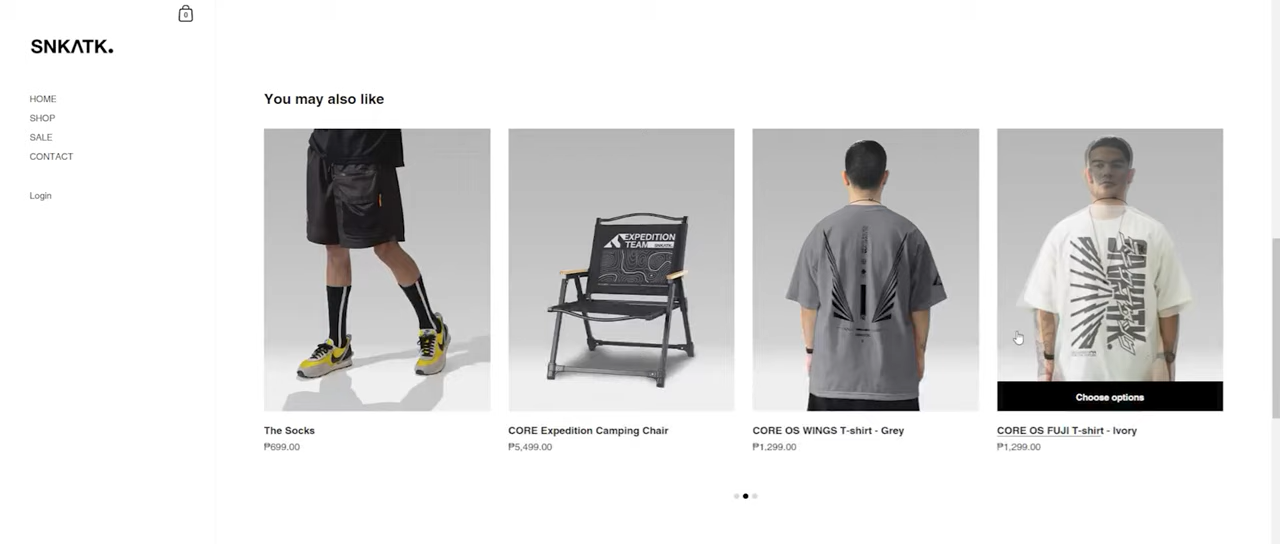 0
SNKATK.
HOME
SHOP
SALE
CONTACT
Login
You may also like
EXPEDITION
TEAM SNKATK.
Choose options
The Socks
₱699.00
CORE Expedition Camping Chair
₱5,499.00
CORE OS WINGS T-shirt - Grey
₱1,299.00
CORE OS FUJI T-shirt - Ivory
₱1,299.00